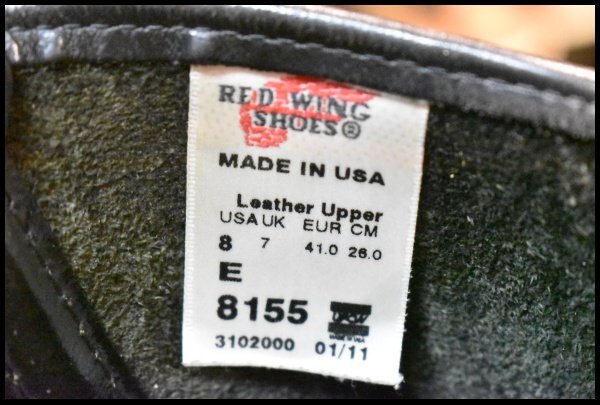 RED WING
SHOES®
MADE IN USA
Leather Upper
USA UK EUR CM
8 7 41.0 26.0
E
8155
3102000 01/11